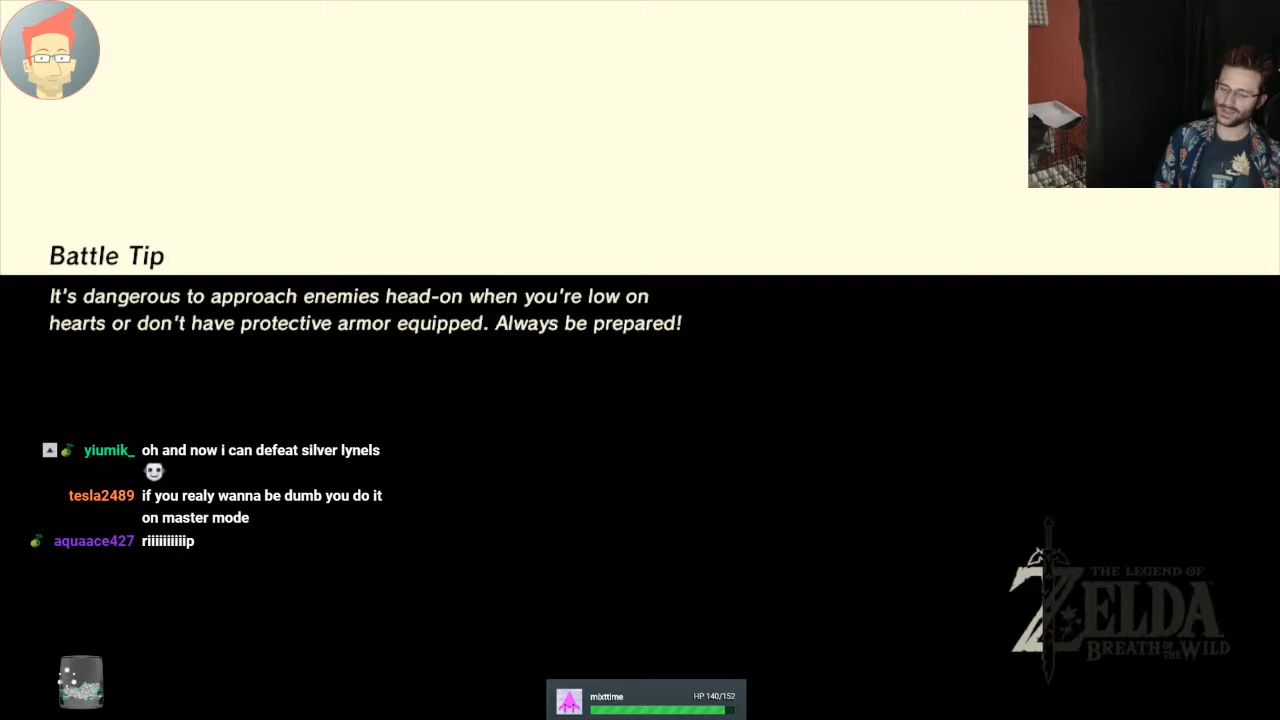 Battle Tip
It's dangerous to approach enemies head-on when you're low on
hearts or don't have protective armor equipped. Always be prepared!
yiumik_ oh and now i can defeat silver lynels
tesla2489 if you realy wanna be dumb you do it
on master mode
aquaace427 riiiiiiiiiip
THE LEGEND OF
ZELDA
BREATH OF THE WILD
mixttime HP 140/152